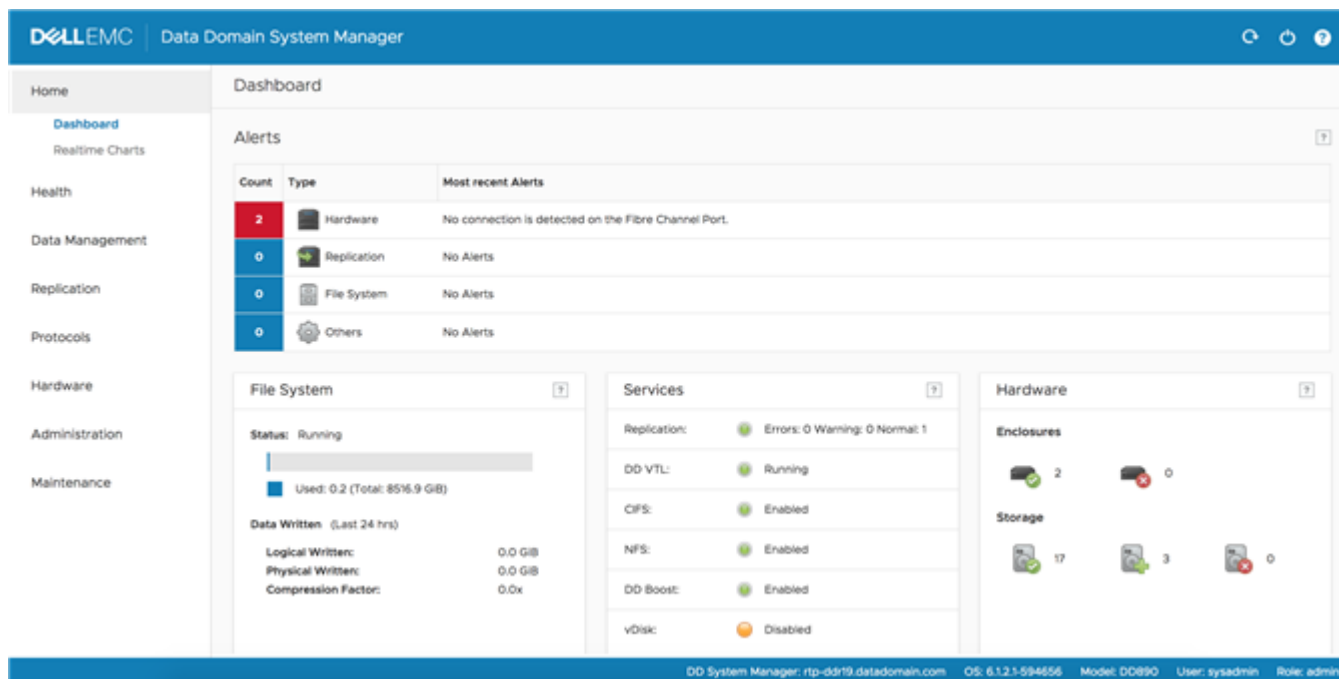 DELLEMC Data Domain System Manager ?
Home
Dashboard
Realtime Charts
Health
Data Management
Replication
Protocols
Hardware
Administration
Maintenance
Dashboard
Alerts ?
Count Type Most recent Alerts
2 Hardware No connection is detected on the Fibre Channel Port.
0 Replication No Alerts
0 File System No Alerts
0 Others No Alerts
File System ?
Status: Running
Used: 0.2 (Total: 8516.9 GiB)
Data Written (Last 24 hrs)
Logical Written: 0.0 GiB
Physical Written: 0.0 GiB
Compression Factor: 0.0x
Services ?
Replication: Errors: 0 Warning: 0 Normal: 1
DD VTL: Running
CIFS: Enabled
NFS: Enabled
DD Boost: Enabled
vDisk: Disabled
Hardware ?
Enclosures
2 0
Storage
17 3 0
DD System Manager: rtp-ddr19.datadomain.com OS: 6.1.2.1-594656 Model: DD890 User: sysadmin Role: admin